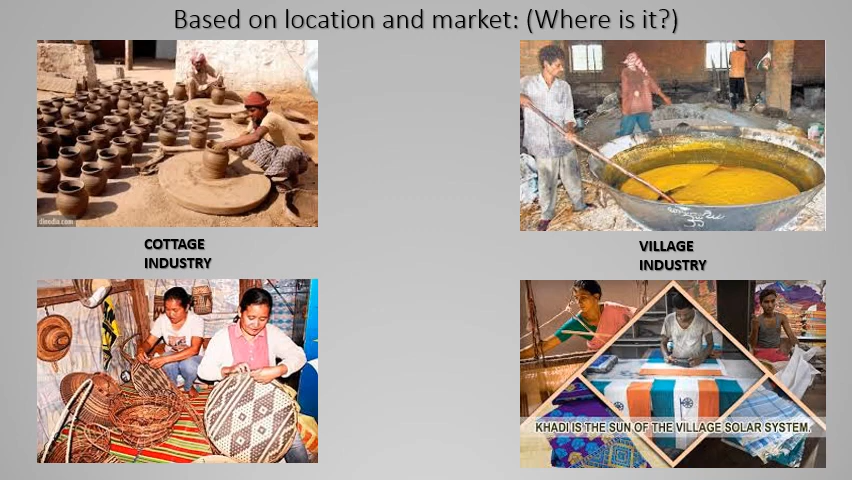 Based on location and market: (Where is it?)
COTTAGE
INDUSTRY
VILLAGE
INDUSTRY
KHADI IS THE SUN OF THE VILLAGE SOLAR SYSTEM.